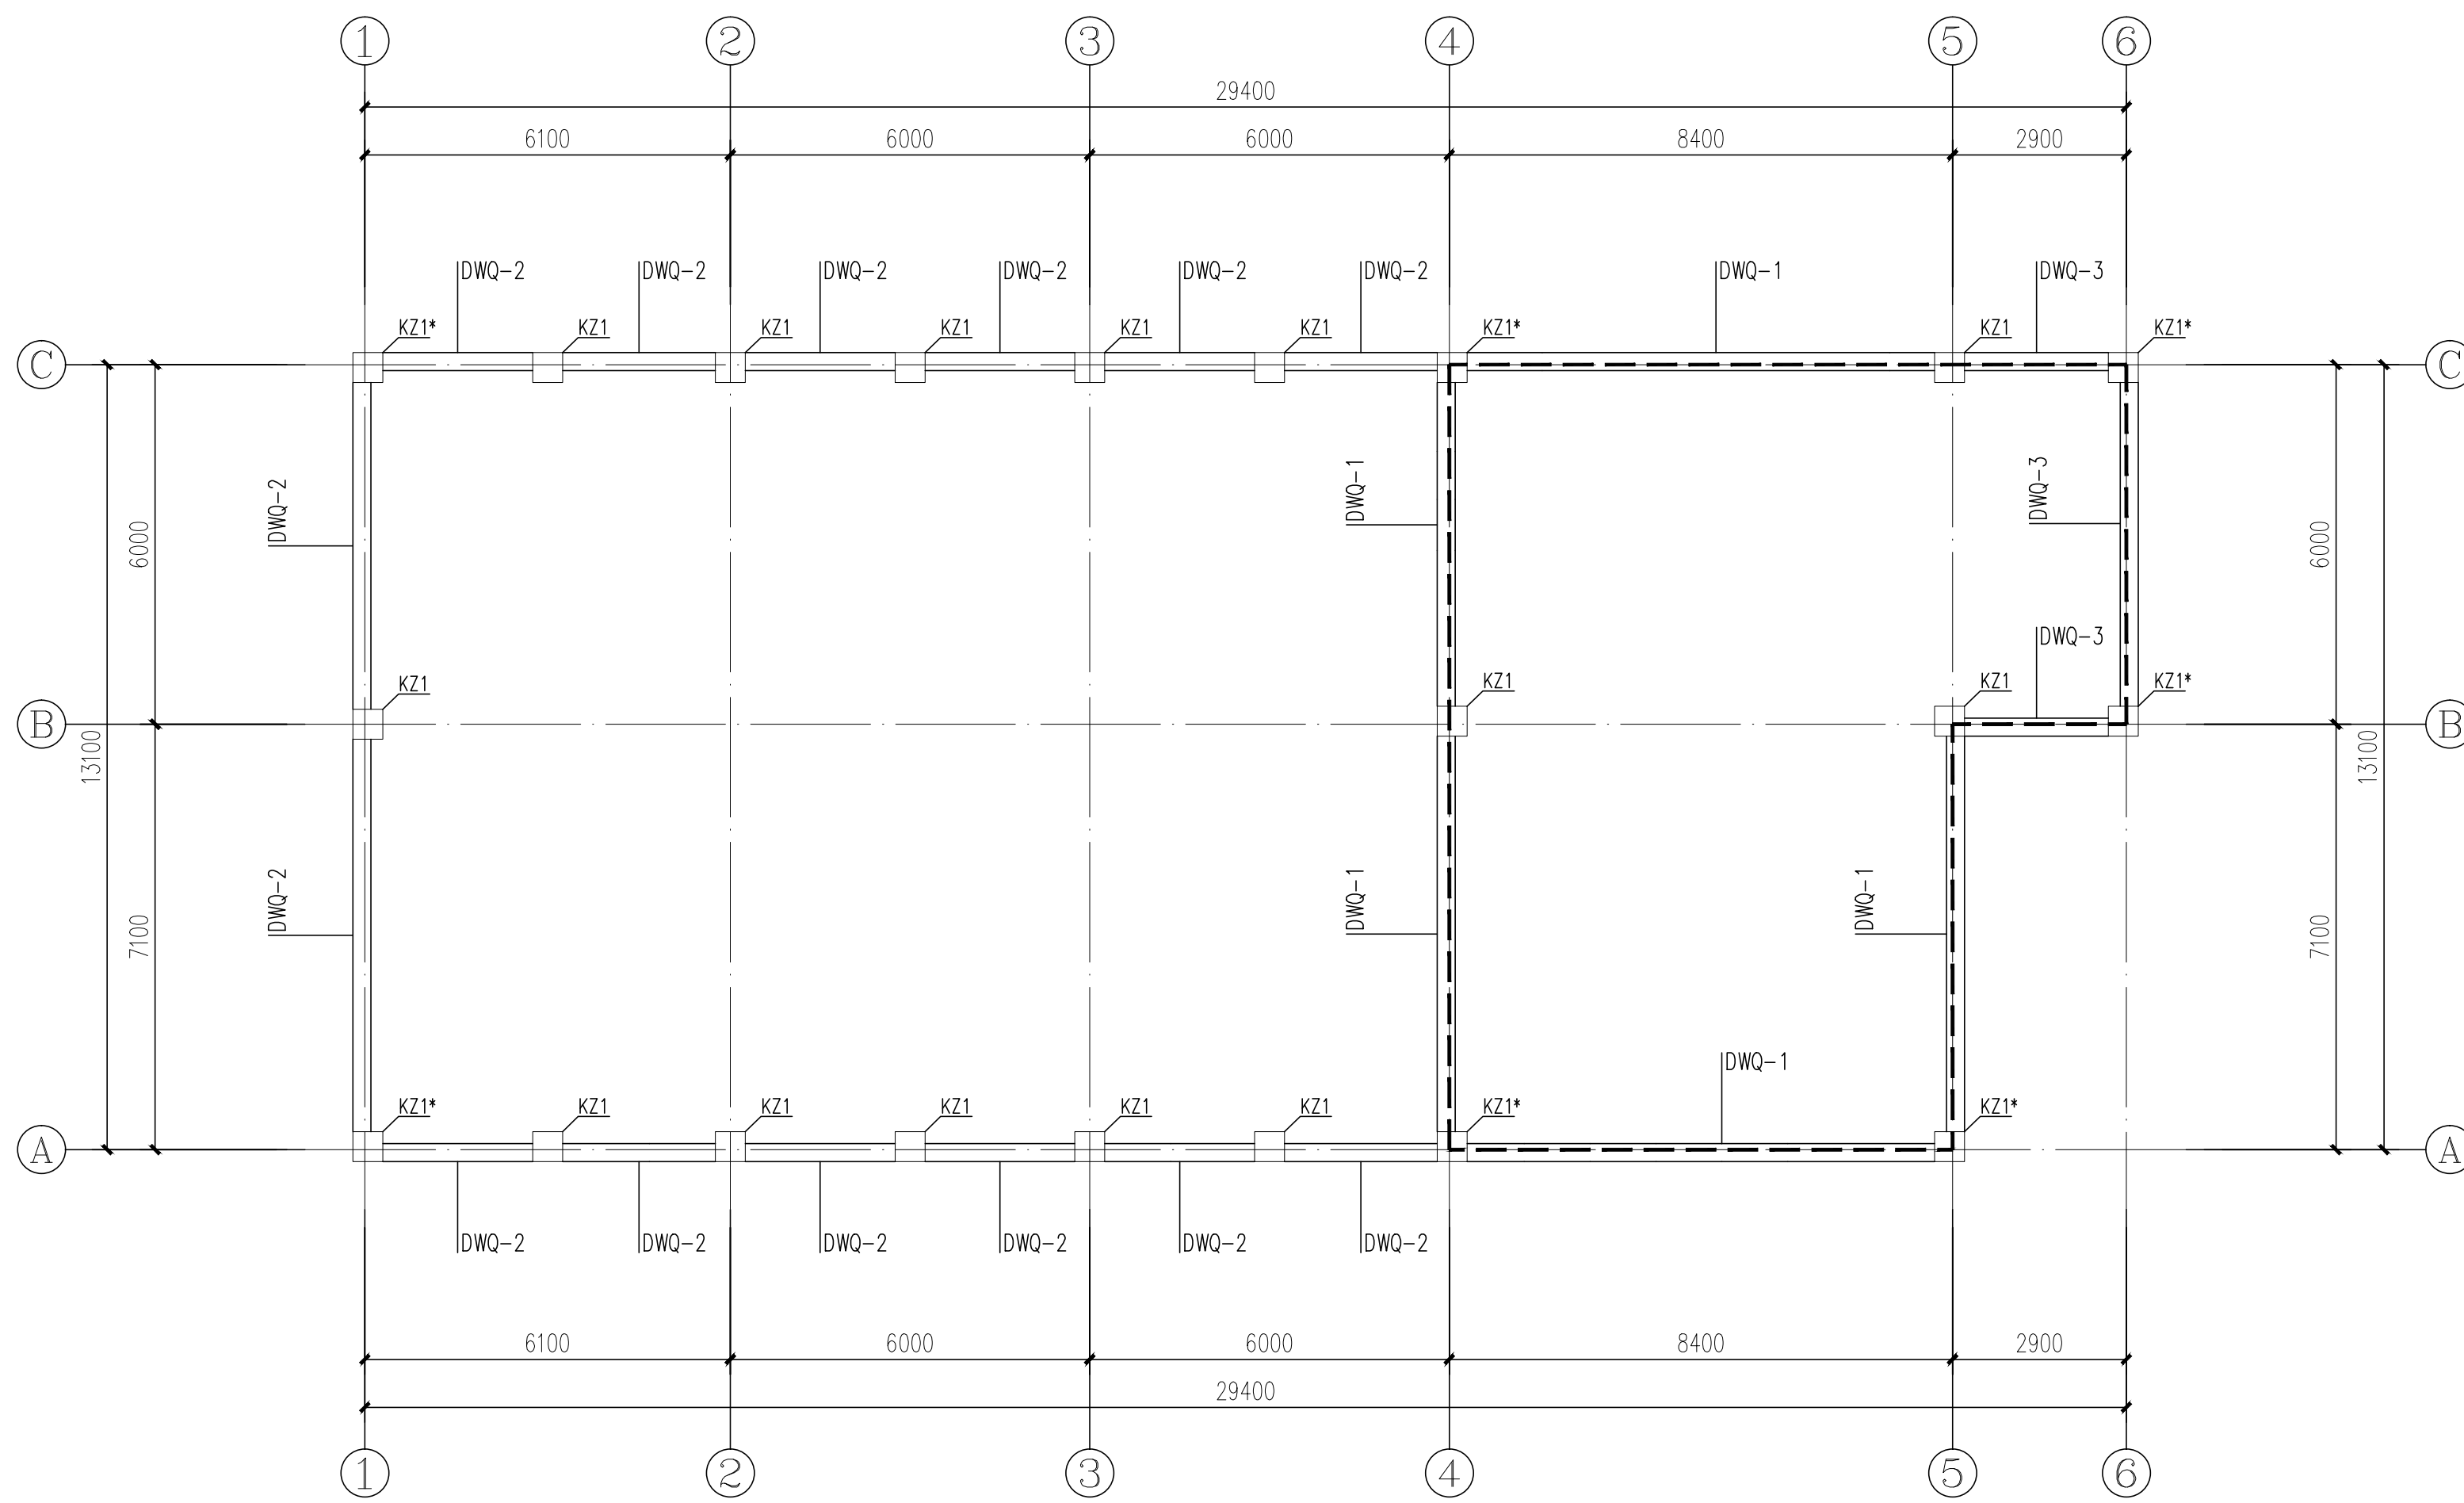 1 2 3 4 5 6
29400
6100 6000 6000 8400 2900
DWQ-2 DWQ-2 DWQ-2 DWQ-2 DWQ-2 DWQ-2 DWQ-1 DWQ-3
KZ1* KZ1 KZ1 KZ1 KZ1 KZ1 KZ1* KZ1 KZ1*
C C
DWQ-2 DWQ-1 DWQ-3
6000 6000
DWQ-3
KZ1 KZ1 KZ1 KZ1*
B B
13100 13100
DWQ-2 DWQ-1 DWQ-1
7100 7100
DWQ-1
KZ1* KZ1 KZ1 KZ1 KZ1 KZ1 KZ1* KZ1*
A A
DWQ-2 DWQ-2 DWQ-2 DWQ-2 DWQ-2 DWQ-2
6100 6000 6000 8400 2900
29400
1 2 3 4 5 6